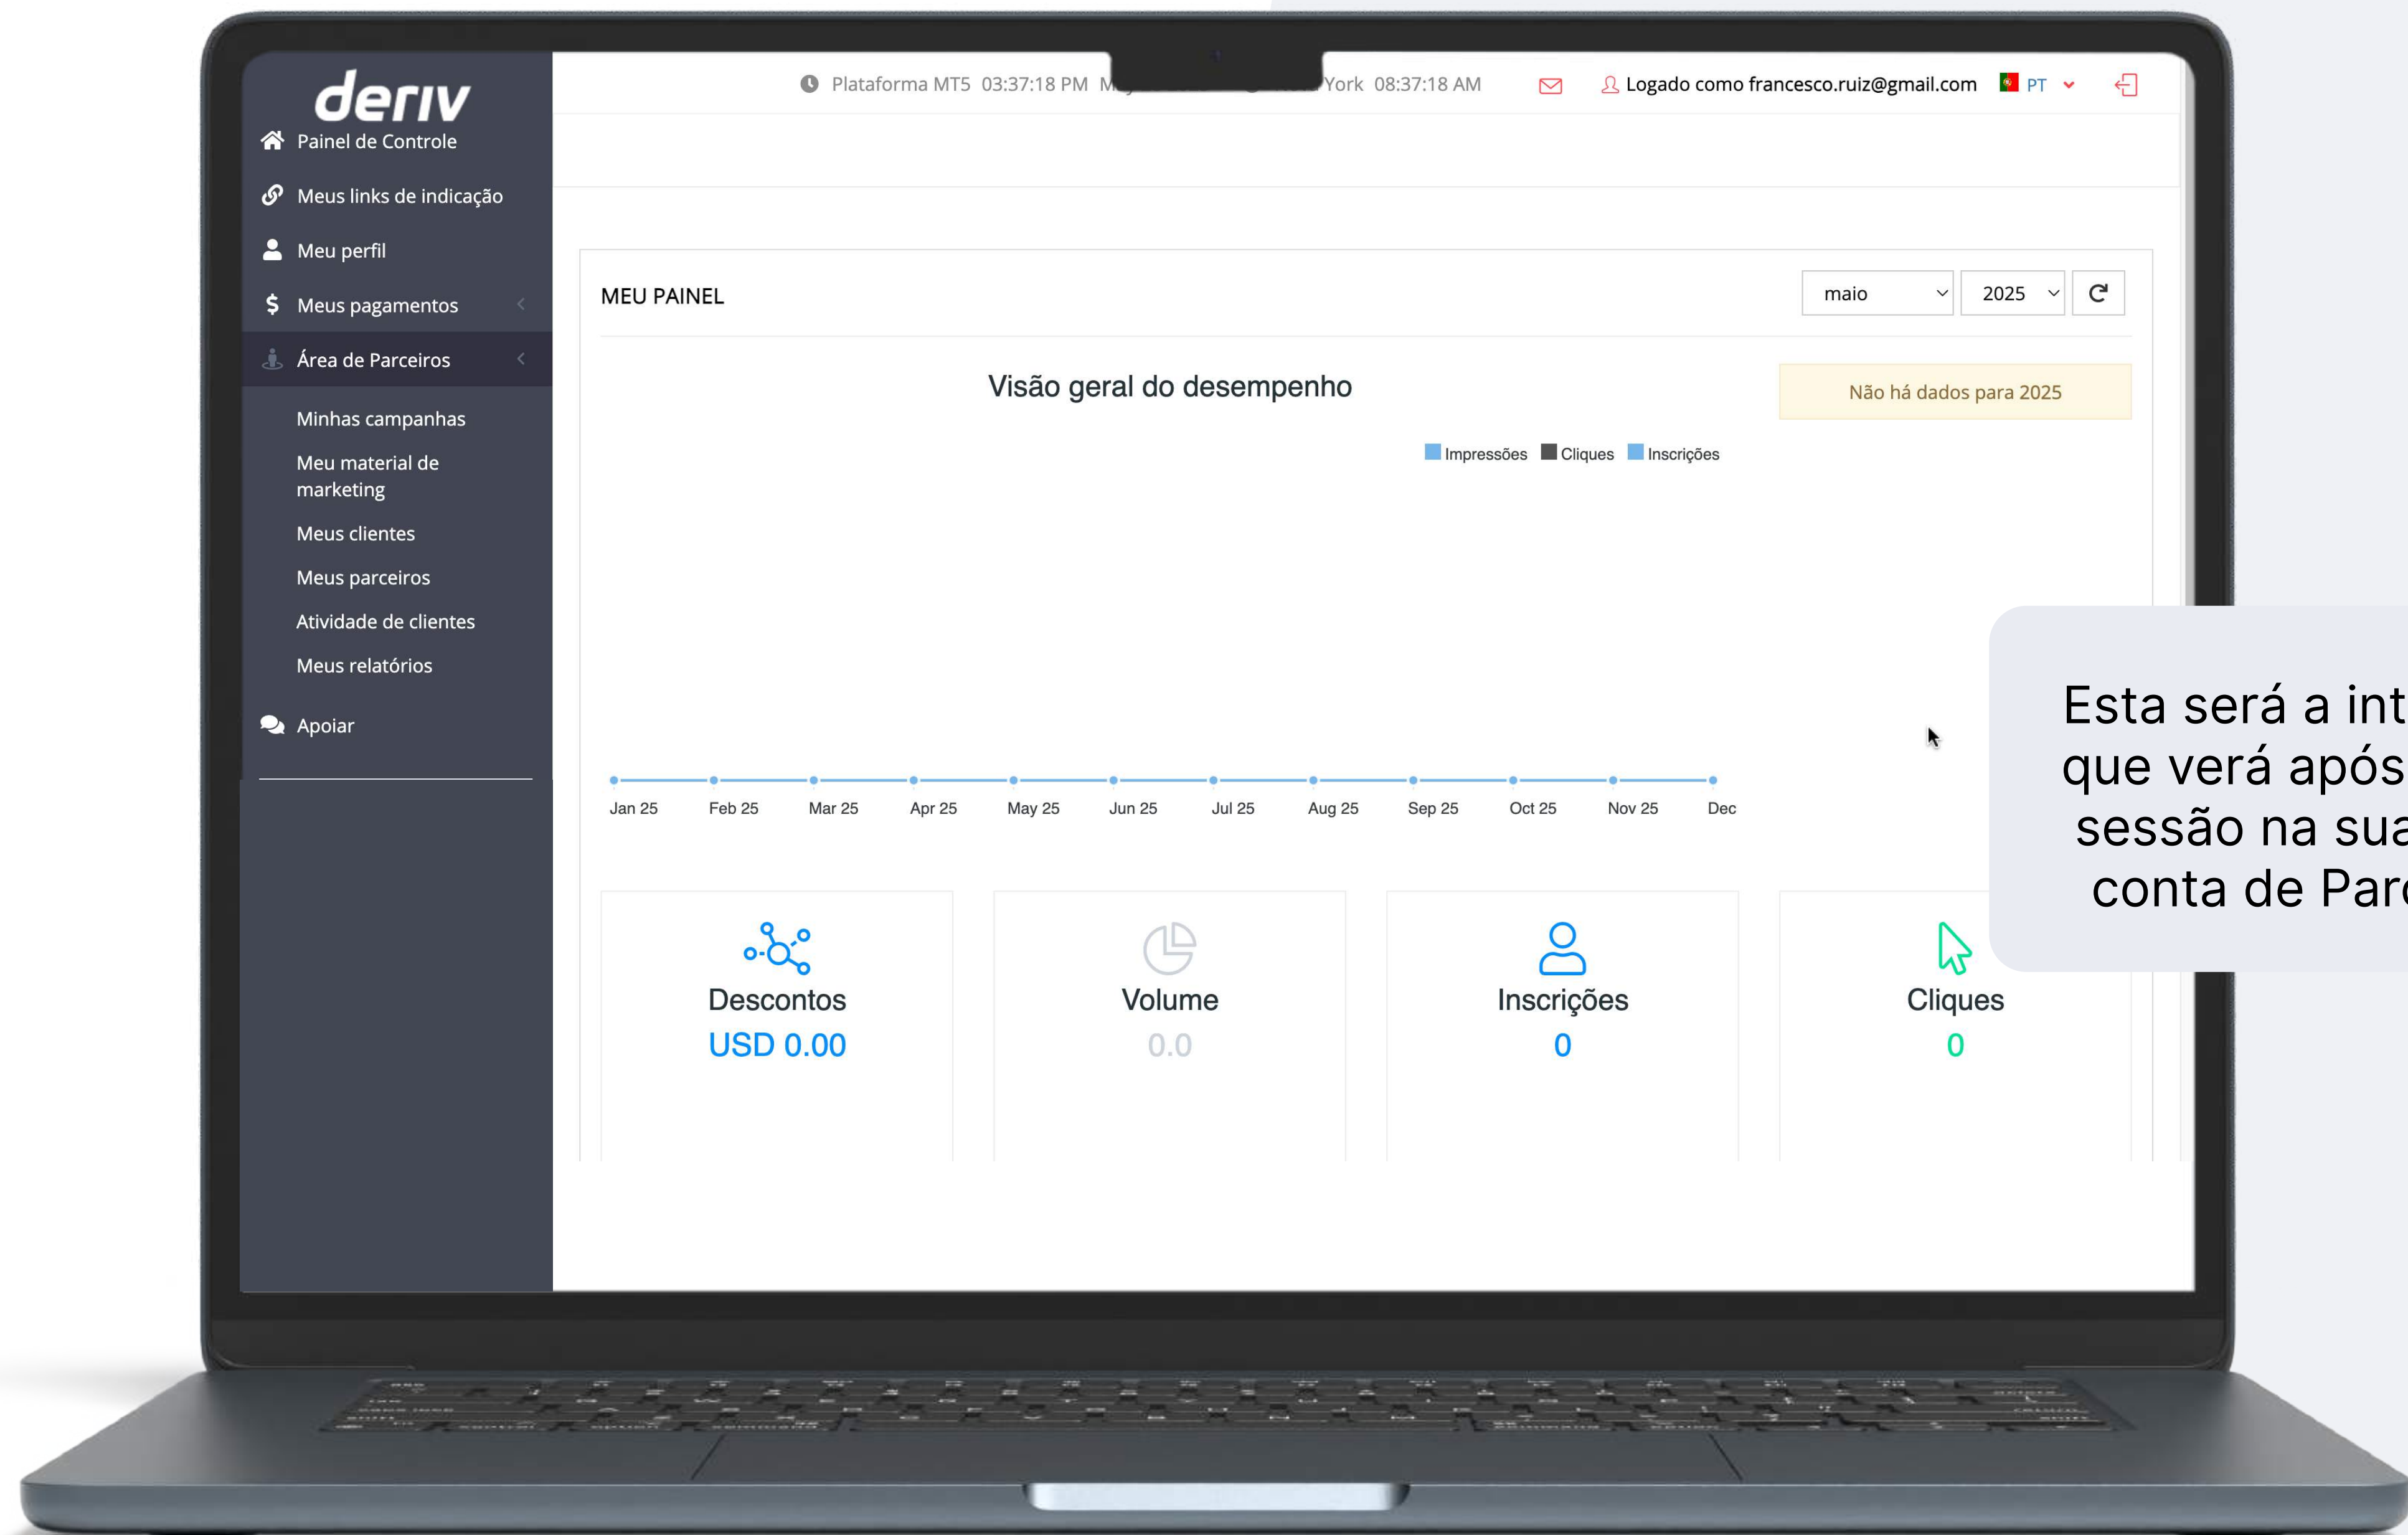 deriv
Plataforma MT5 03:37:18 PM
York 08:37:18 AM
Logado como francesco.ruiz@gmail.com
PT
Painel de Controle
Meus links de indicação
Meu perfil
Meus pagamentos
Área de Parceiros
Minhas campanhas
Meu material de
marketing
Meus clientes
Meus parceiros
Atividade de clientes
Meus relatórios
Apoiar
MEU PAINEL
maio
2025
Visão geral do desempenho
Não há dados para 2025
Impressões Cliques Inscrições
Jan 25 Feb 25 Mar 25 Apr 25 May 25 Jun 25 Jul 25 Aug 25 Sep 25 Oct 25 Nov 25 Dec
Descontos
USD 0.00
Volume
0.0
Inscrições
0
Cliques
0
Esta será a int
que verá após
sessão na sua
conta de Parc